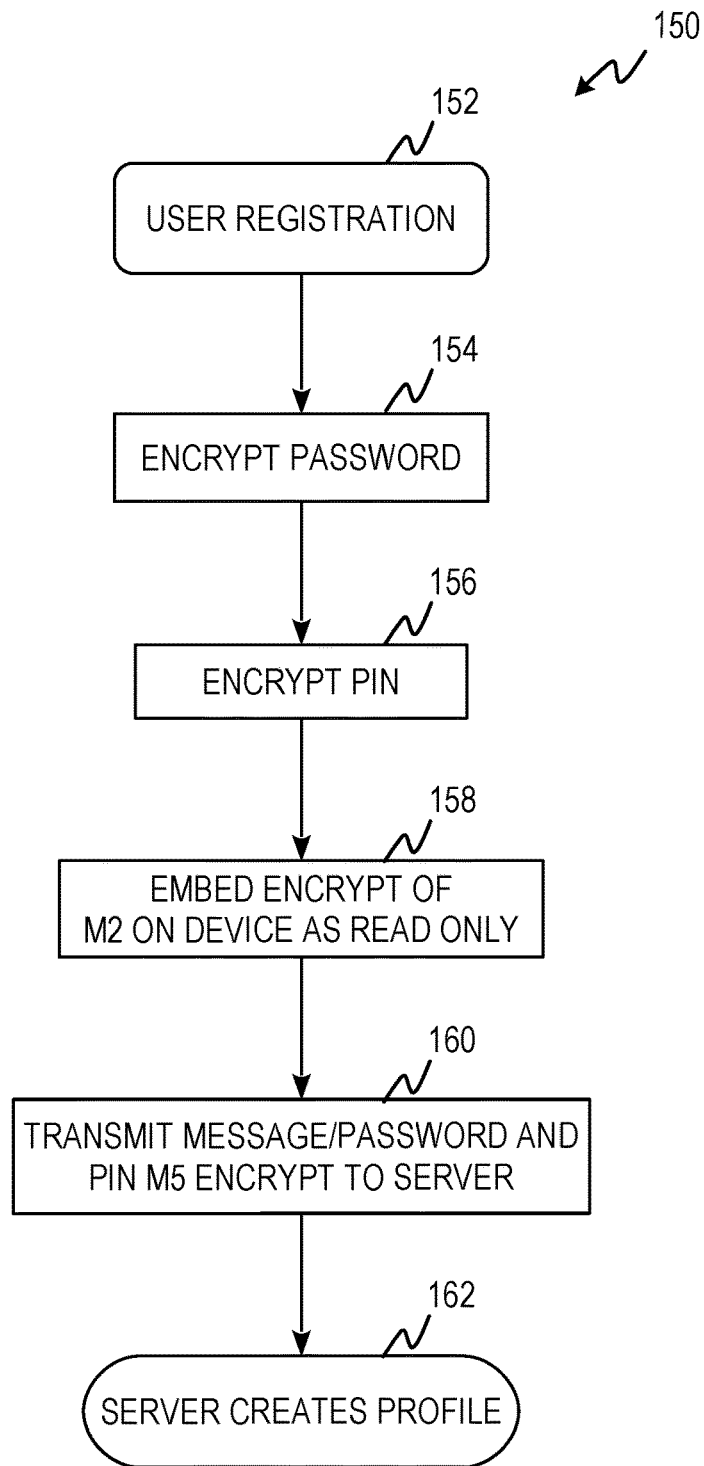 150
152
USER REGISTRATION
154
ENCRYPT PASSWORD
156
ENCRYPT PIN
158
EMBED ENCRYPT OF
M2 ON DEVICE AS READ ONLY
160
TRANSMIT MESSAGE/PASSWORD AND
PIN M5 ENCRYPT TO SERVER
162
SERVER CREATES PROFILE